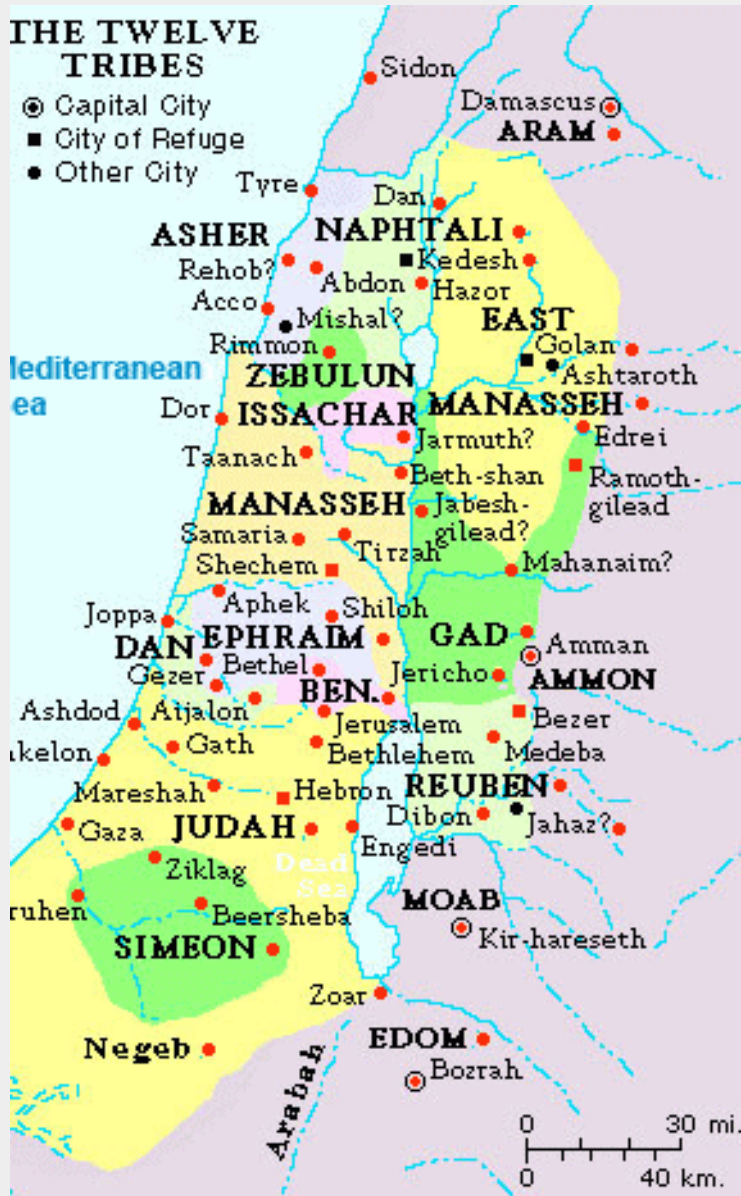 THE TWELVE
TRIBES
Capital City
City of Refuge
Other City
Sidon
Damascus
ARAM
Tyre
Dan
ASHER
NAPHTALI
Rehob?
Kedesh
Abdon
Hazor
Acco
Mishal?
EAST
Rimmon
Golan
Mediterranean
ea
ZEBULUN
Ashtaroth
Dor
ISSACHAR
MANASSEH
Jarmuth?
Edrei
Taanach
Beth-shan
Ramoth-
gilead
MANASSEH
Jabesh-
gilead?
Samaria
Tirzah
Shechem
Mahanaim?
Aphek
Shiloh
Joppa
DAN
EPHRAIM
GAD
Amman
Gezer
Bethel
Jericho
AMMON
BEN.
Ashdod
Aijalon
Jerusalem
Bezer
kelon
Gath
Bethlehem
Medeba
Mareshah
Hebron
REUBEN
Gaza
JUDAH
Dibon
Jahaz?
Engedi
Dead
Sea
Ziklag
ruhen
Beersheba
MOAB
SIMEON
Kir-hareseth
Zoar
Negeb
EDOM
Arabah
Bozrah
0 30 mi.
0 40 km.